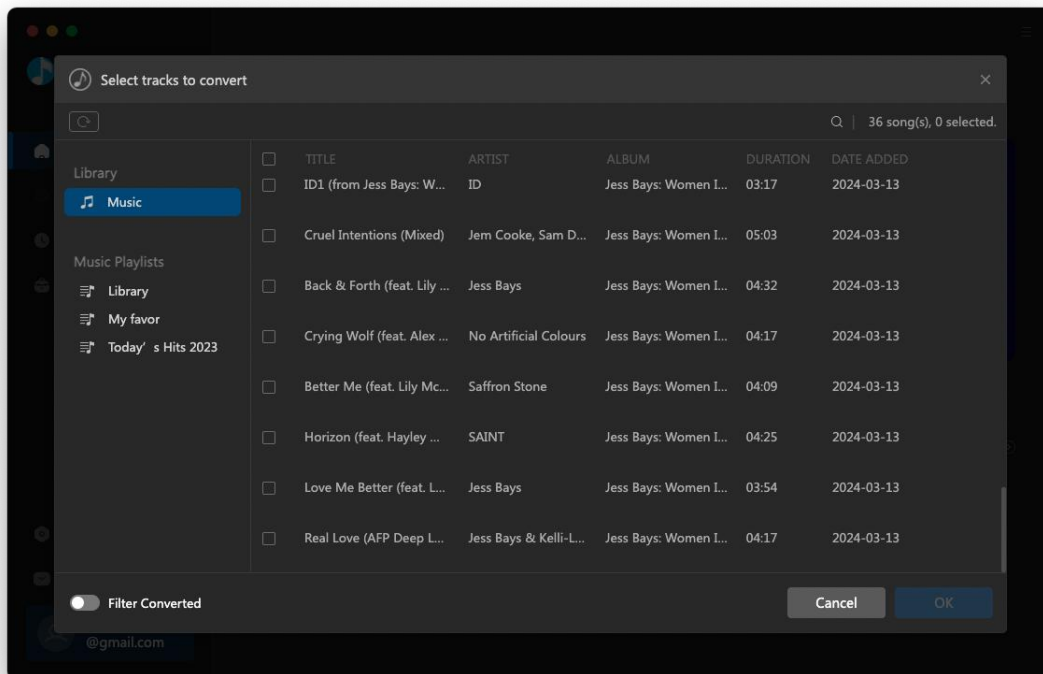 Select tracks to convert
36 song(s), 0 selected.
Library
Music
Music Playlists
Library
My favor
Today' s Hits 2023
TITLE ARTIST ALBUM DURATION DATE ADDED
ID1 (from Jess Bays: W... ID Jess Bays: Women I... 03:17 2024-03-13
Cruel Intentions (Mixed) Jem Cooke, Sam D... Jess Bays: Women I... 05:03 2024-03-13
Back & Forth (feat. Lily ... Jess Bays Jess Bays: Women I... 04:32 2024-03-13
Crying Wolf (feat. Alex ... No Artificial Colours Jess Bays: Women I... 04:17 2024-03-13
Better Me (feat. Lily Mc... Saffron Stone Jess Bays: Women I... 04:09 2024-03-13
Horizon (feat. Hayley ... SAINT Jess Bays: Women I... 04:25 2024-03-13
Love Me Better (feat. L... Jess Bays Jess Bays: Women I... 03:54 2024-03-13
Real Love (AFP Deep L... Jess Bays & Kelli-L... Jess Bays: Women I... 04:17 2024-03-13
Filter Converted
Cancel
OK
@gmail.com